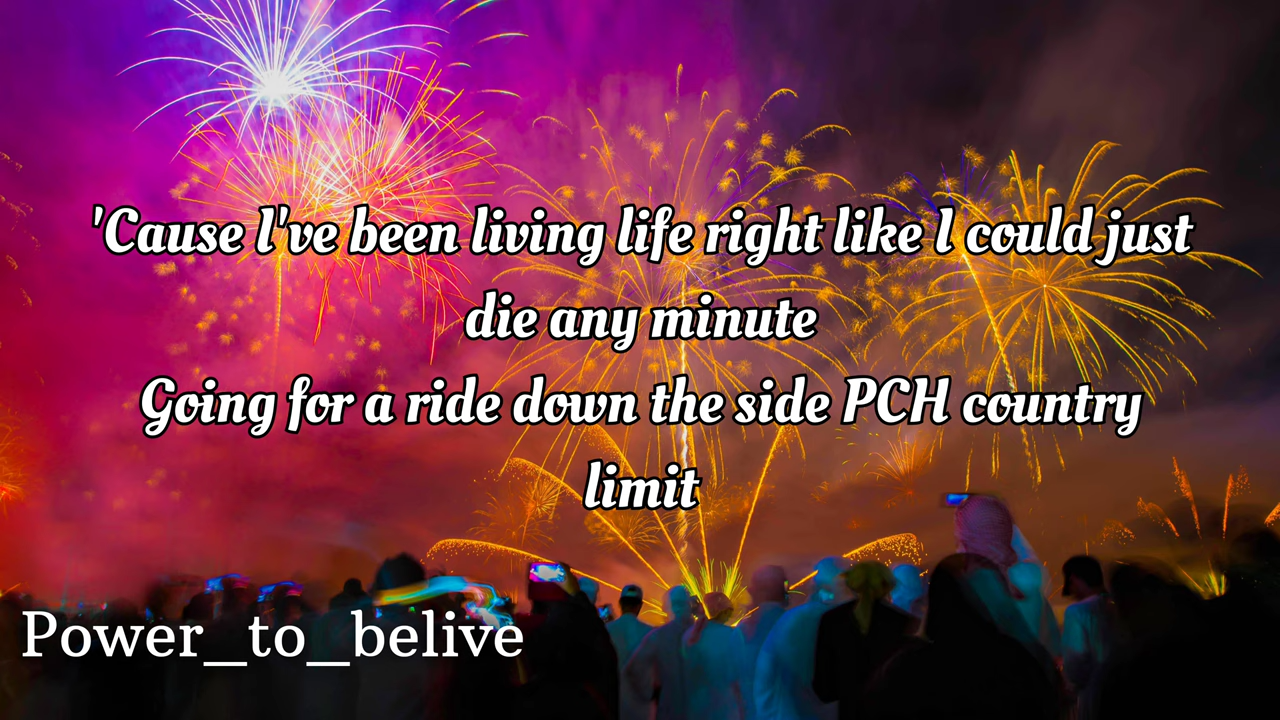 'Cause I've been living life right like I could just
die any minute
Going for a ride down the side PCH country
limit
Power_to_belive